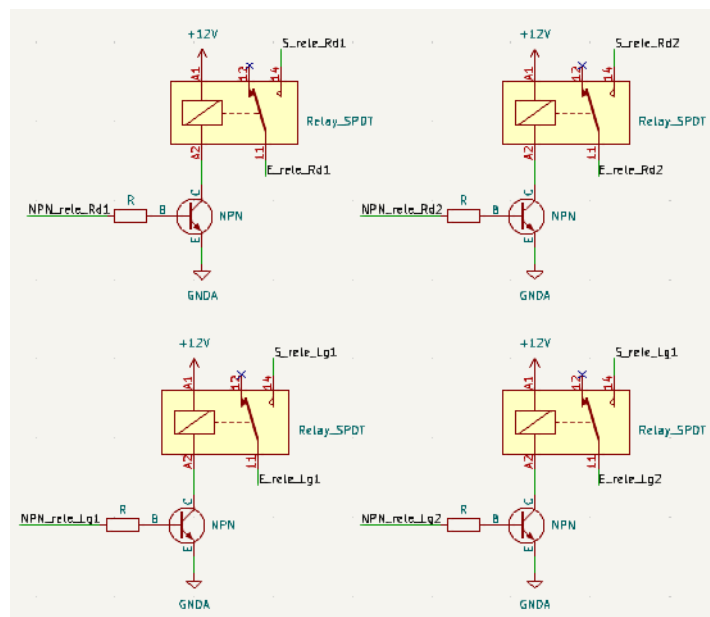 +12V
S_rele_Rd1
A1
12
14
Relay_SPDT
A2
11
E_rele_Rd1
NPN_rele_Rd1
R
B
C
NPN
E
GNDA
+12V
S_rele_Rd2
A1
12
14
Relay_SPDT
A2
11
E_rele_Rd2
NPN_rele_Rd2
R
B
C
NPN
E
GNDA
+12V
S_rele_Lg1
A1
12
14
Relay_SPDT
A2
11
E_rele_Lg1
NPN_rele_Lg1
R
B
C
NPN
E
GNDA
+12V
S_rele_Lg1
A1
12
14
Relay_SPDT
A2
11
E_rele_Lg2
NPN_rele_Lg2
R
B
C
NPN
E
GNDA